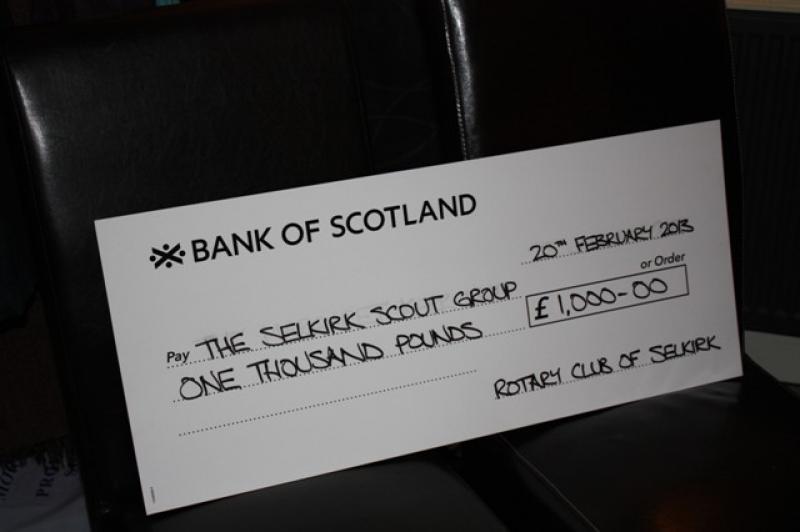 BANK OF SCOTLAND
20TH FEBRUARY 2013
or Order
Pay THE SELKIRK SCOUT GROUP
£ 1,000-00
ONE THOUSAND POUNDS
ROTARY CLUB OF SELKIRK